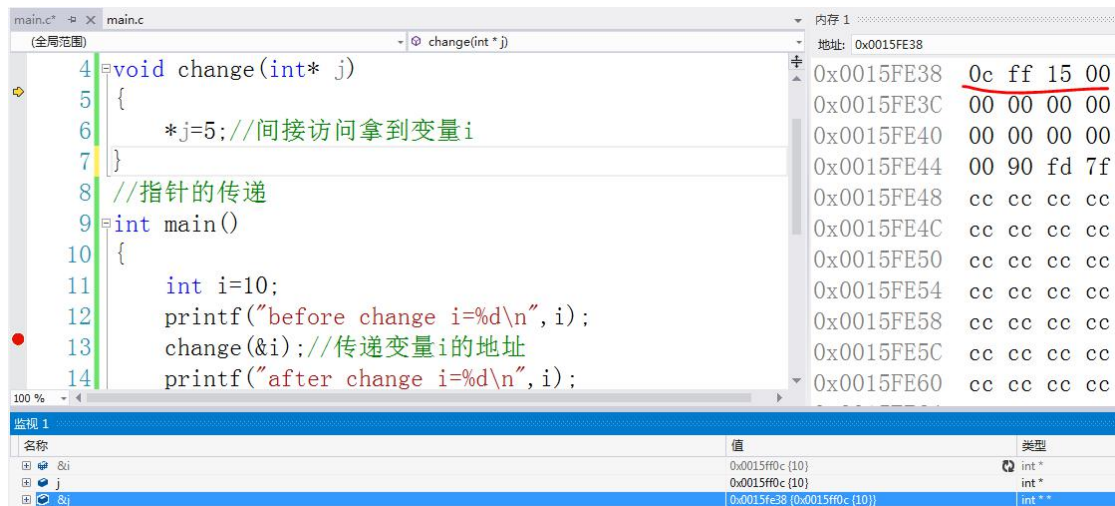 main.c* main.c
(全局范围) change(int * j)
4 void change(int* j)
5 {
6 *j=5;//间接访问拿到变量i
7 }
8 //指针的传递
9 int main()
10 {
11 int i=10;
12 printf("before change i=%d\n",i);
13 change(&i);//传递变量i的地址
14 printf("after change i=%d\n",i);
100 %
内存 1
地址: 0x0015FE38
0x0015FE38 0c ff 15 00
0x0015FE3C 00 00 00 00
0x0015FE40 00 00 00 00
0x0015FE44 00 90 fd 7f
0x0015FE48 cc cc cc cc
0x0015FE4C cc cc cc cc
0x0015FE50 cc cc cc cc
0x0015FE54 cc cc cc cc
0x0015FE58 cc cc cc cc
0x0015FE5C cc cc cc cc
0x0015FE60 cc cc cc cc
监视 1
名称 值 类型
&i 0x0015ff0c {10} int *
j 0x0015ff0c {10} int *
&j 0x0015fe38 {0x0015ff0c {10}} int * *